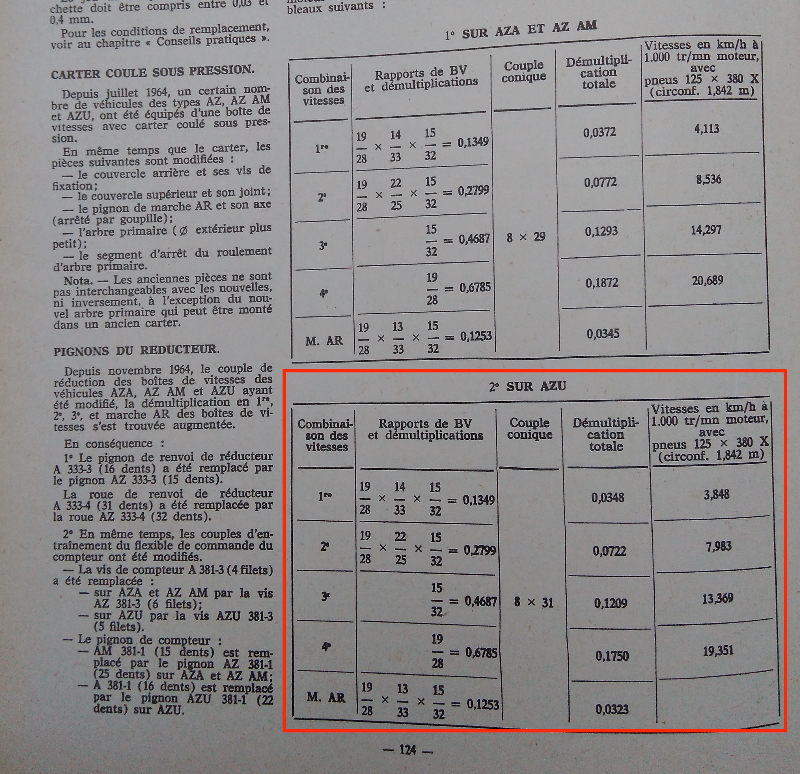 chette doit être compris entre 0,03 et
0,4 mm.
Pour les conditions de remplacement,
voir au chapitre « Conseils pratiques ».
CARTER COULE SOUS PRESSION.
Depuis juillet 1964, un certain nom-
bre de véhicules des types AZ, AZ AM
et AZU, ont été équipés d'une boîte de
vitesses avec carter coulé sous pres-
sion.
En même temps que le carter, les
pièces suivantes sont modifiées :
— le couvercle arrière et ses vis de
fixation;
— le couvercle supérieur et son joint;
— le pignon de marche AR et son axe
(arrêté par goupille);
— l'arbre primaire (Ø extérieur plus
petit);
— le segment d'arrêt du roulement
d'arbre primaire.
Nota. — Les anciennes pièces ne sont
pas interchangeables avec les nouvelles,
ni inversement, à l'exception du nou-
vel arbre primaire qui peut être monté
dans un ancien carter.
PIGNONS DU REDUCTEUR.
Depuis novembre 1964, le couple de
réduction des boîtes de vitesses des
véhicules AZA, AZ AM et AZU ayant
été modifié, la démultiplication en 1re,
2e, 3e, et marche AR des boîtes de vi-
tesses s'est trouvée augmentée.
En conséquence :
1° Le pignon de renvoi de réducteur
A 333-3 (16 dents) a été remplacé par
le pignon AZ 333-3 (15 dents).
La roue de renvoi de réducteur
A 333-4 (31 dents) a été remplacée par
la roue AZ 333-4 (32 dents).
2° En même temps, les couples d'en-
traînement du flexible de commande du
compteur ont été modifiés.
— La vis de compteur A 381-3 (4 filets)
a été remplacée :
— sur AZA et AZ AM par la vis
AZ 381-3 (6 filets);
— sur AZU par la vis AZU 381-3
(5 filets).
— Le pignon de compteur :
— AM 381-1 (15 dents) est rem-
placé par le pignon AZ 381-1
(25 dents) sur AZA et AZ AM;
— A 381-1 (16 dents) est remplacé
par le pignon AZU 381-1 (22
dents) sur AZU.
bleaux suivants :
1° SUR AZA ET AZ AM
Combinai-
son des
vitesses
Rapports de BV
et démultiplications
Couple
conique
Démultipli-
cation
totale
Vitesses en km/h à
1.000 tr/mn moteur,
avec
pneus 125 × 380 X
(circonf. 1,842 m)
1re
19 14 15
— × — × — = 0,1349
28 33 32
0,0372
4,113
2e
19 22 15
— × — × — = 0,2799
28 25 32
0,0772
8,536
3e
15
— = 0,4687
32
8 × 29
0,1293
14,297
4e
19
— = 0,6785
28
0,1872
20,689
M. AR
19 13 15
— × — × — = 0,1253
28 33 32
0,0345
2° SUR AZU
Combinai-
son des
vitesses
Rapports de BV
et démultiplications
Couple
conique
Démultipli-
cation
totale
Vitesses en km/h à
1.000 tr/mn moteur,
avec
pneus 125 × 380 X
(circonf. 1,842 m)
1re
19 14 15
— × — × — = 0,1349
28 33 32
0,0348
3,848
2e
19 22 15
— × — × — = 0,2799
28 25 32
0,0722
7,983
3e
15
— = 0,4687
32
8 × 31
0,1209
13,369
4e
19
— = 0,6785
28
0,1750
19,351
M. AR
19 13 15
— × — × — = 0,1253
28 33 32
0,0323
— 124 —